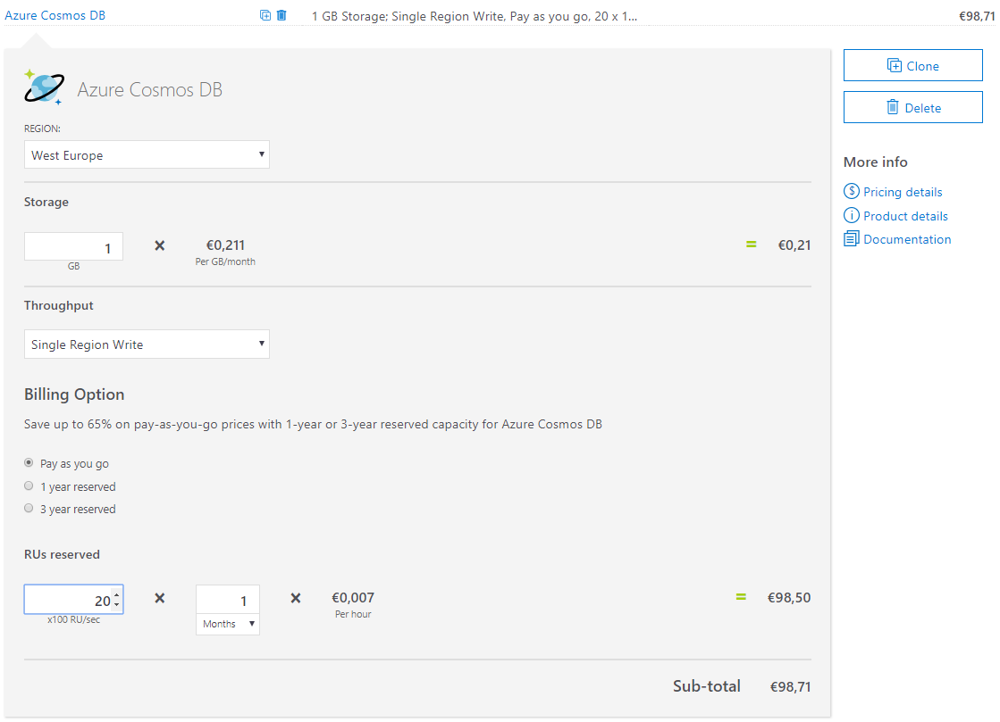 Azure Cosmos DB 1 GB Storage; Single Region Write, Pay as you go, 20 x 1... €98,71
Clone
Azure Cosmos DB
Delete
REGION:
West Europe
More info
Pricing details
Product details
Documentation
Storage
1 × €0,211 = €0,21
GB Per GB/month
Throughput
Single Region Write
Billing Option
Save up to 65% on pay-as-you-go prices with 1-year or 3-year reserved capacity for Azure Cosmos DB
Pay as you go
1 year reserved
3 year reserved
RUs reserved
20 × 1 × €0,007 = €98,50
x100 RU/sec Months Per hour
Sub-total €98,71